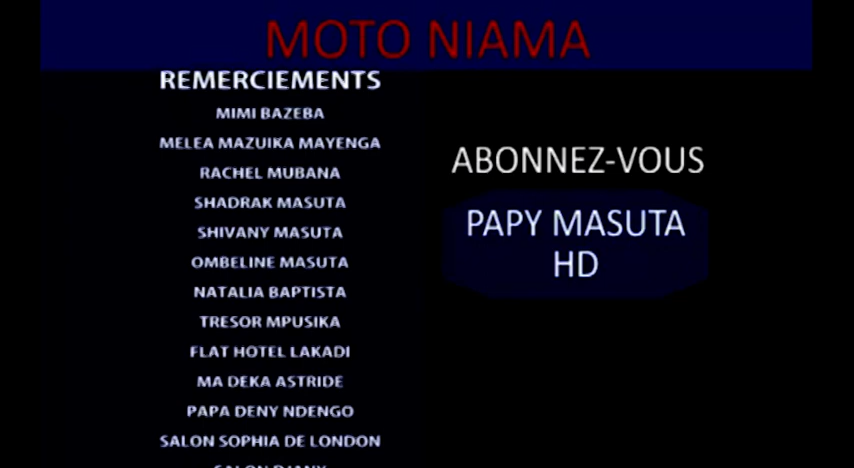 MOTO NIAMA
REMERCIEMENTS
MIMI BAZEBA
MELEA MAZUIKA MAYENGA
RACHEL MUBANA
SHADRAK MASUTA
SHIVANY MASUTA
OMBELINE MASUTA
NATALIA BAPTISTA
TRESOR MPUSIKA
FLAT HOTEL LAKADI
MA DEKA ASTRIDE
PAPA DENY NDENGO
SALON SOPHIA DE LONDON
ABONNEZ-VOUS
PAPY MASUTA
HD